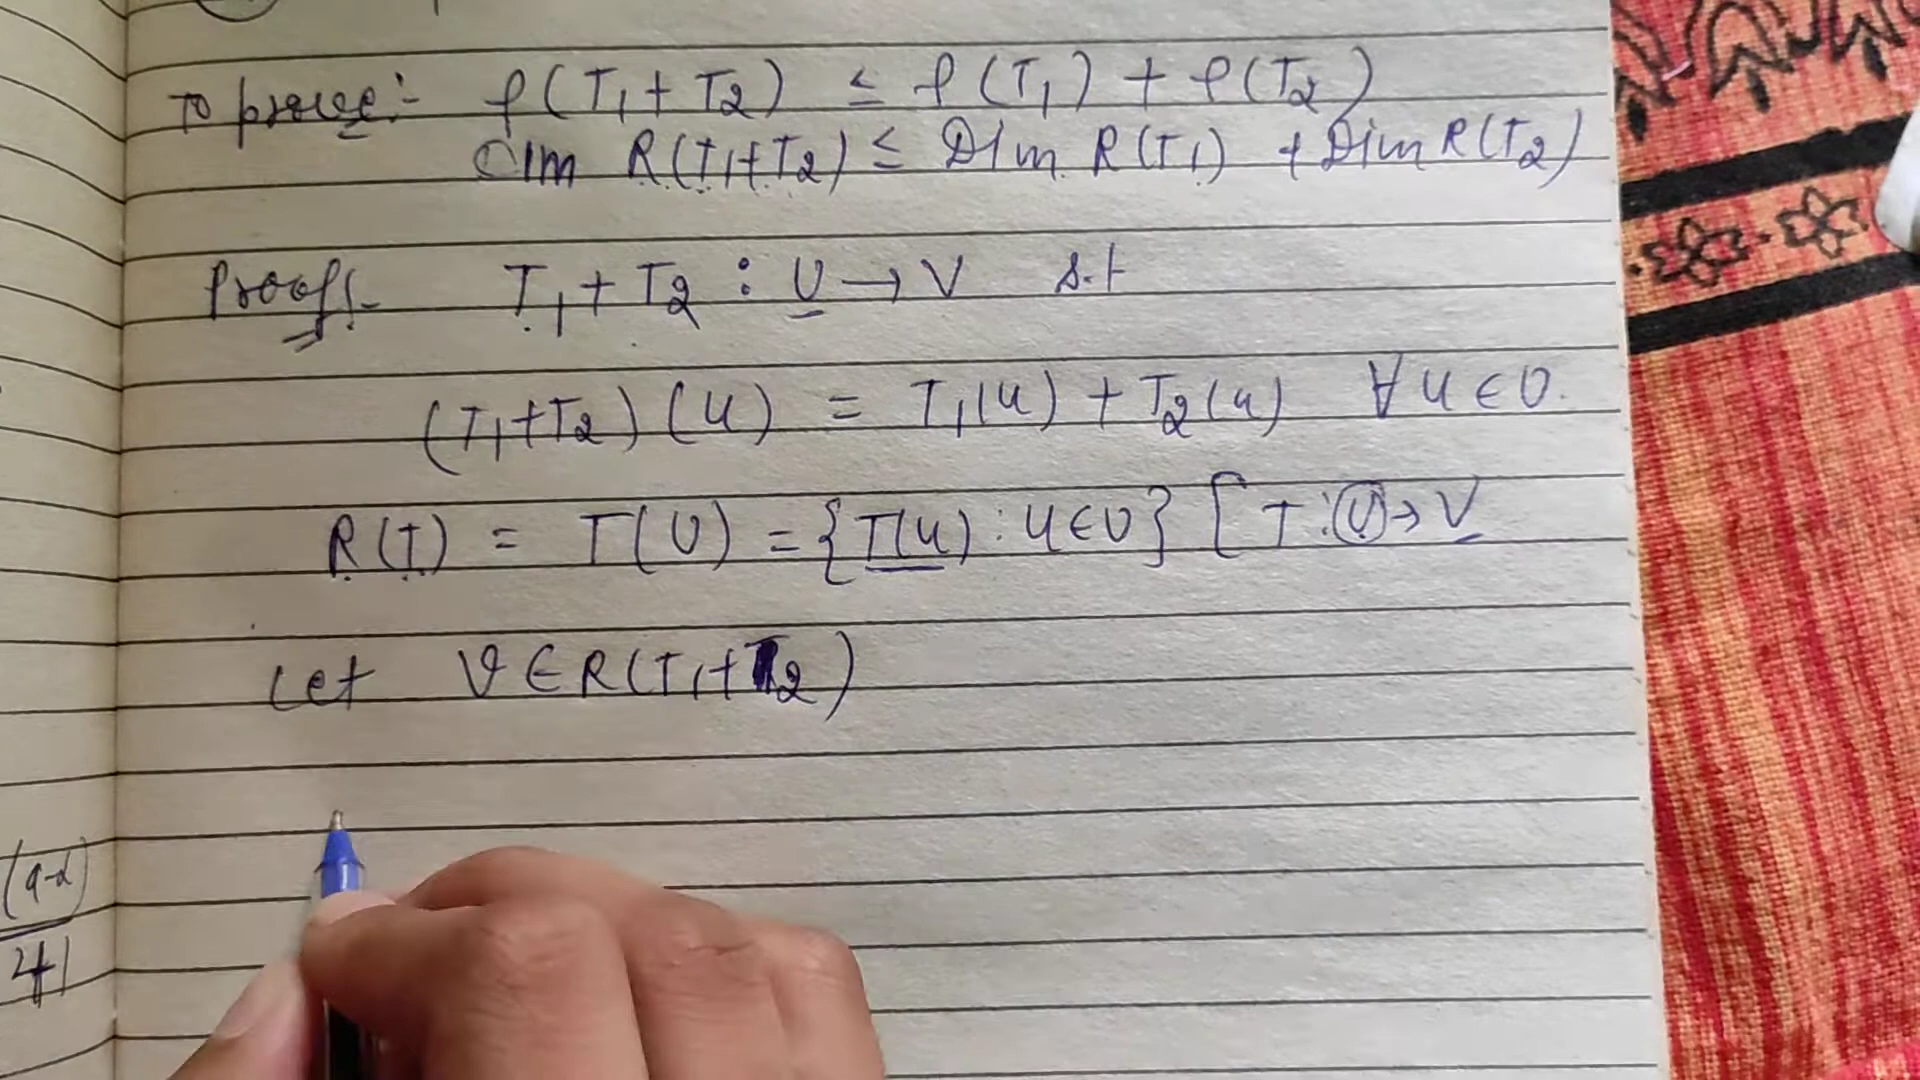 To prove:- ρ(T₁+T₂) ≤ ρ(T₁) + ρ(T₂)
Dim R(T₁+T₂) ≤ Dim R(T₁) + Dim R(T₂)
Proof:- T₁+T₂ : U → V s.t
(T₁+T₂)(u) = T₁(u) + T₂(u) ∀ u ∈ U.
R(T) = T(U) = {T(u) : u ∈ U} [T : U → V
Let v ∈ R(T₁+T₂)
(9-d)
41